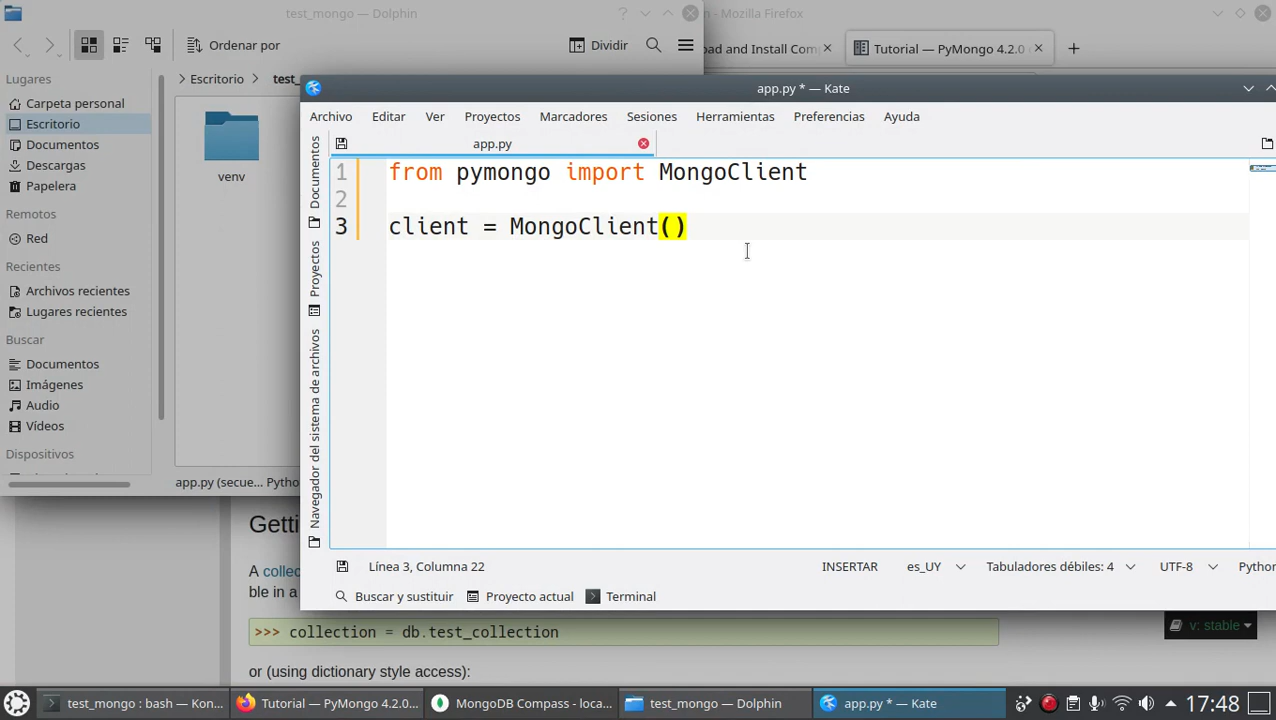 test_mongo — Dolphin
n - Mozilla Firefox
Ordenar por
Dividir
oad and Install Com
Tutorial — PyMongo 4.2.0
Lugares
Escritorio
test_
Carpeta personal
Escritorio
Documentos
Descargas
Papelera
Remotos
Red
Recientes
Archivos recientes
Lugares recientes
Buscar
Documentos
Imágenes
Audio
Vídeos
Dispositivos
venv
app.py (secue... Pytho
app.py * — Kate
Archivo Editar Ver Proyectos Marcadores Sesiones Herramientas Preferencias Ayuda
app.py
Documentos
Proyectos
Navegador del sistema de archivos
1 from pymongo import MongoClient
2
3 client = MongoClient()
Línea 3, Columna 22 INSERTAR es_UY Tabuladores débiles: 4 UTF-8 Python
Buscar y sustituir Proyecto actual Terminal
Getti
A collec
ble in a
>>> collection = db.test_collection
or (using dictionary style access):
v: stable
test_mongo : bash — Kon...
Tutorial — PyMongo 4.2.0...
MongoDB Compass - loca...
test_mongo — Dolphin
app.py * — Kate
17:48